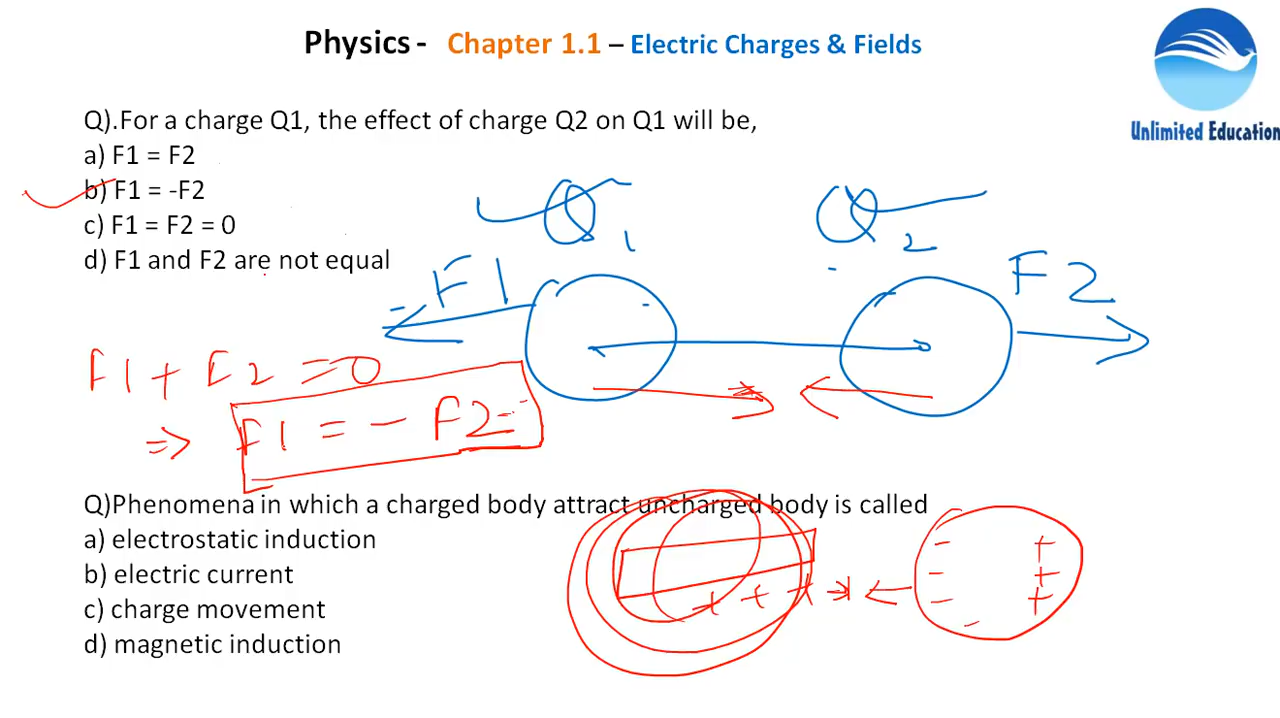 Physics - Chapter 1.1 – Electric Charges & Fields
Unlimited Education
Q).For a charge Q1, the effect of charge Q2 on Q1 will be,
a) F1 = F2
b) F1 = -F2
c) F1 = F2 = 0
d) F1 and F2 are not equal
Q1
Q2
F1
F2
F1 + F2 = 0
⇒ F1 = - F2
Q)Phenomena in which a charged body attract uncharged body is called
a) electrostatic induction
b) electric current
c) charge movement
d) magnetic induction
+ + +
- +
- +
- +
-